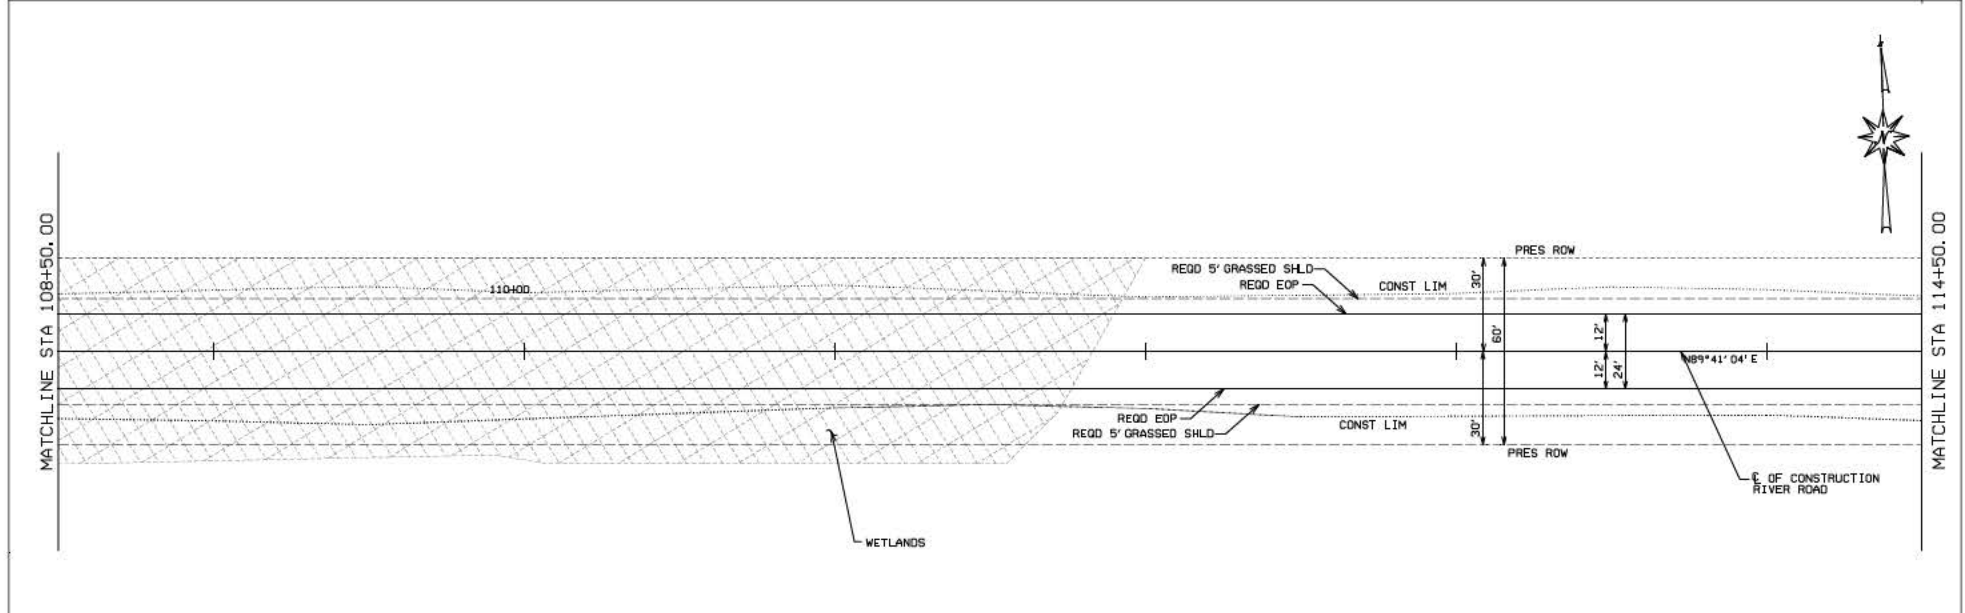 MATCHLINE STA 108+50.00
110+00
REQD 5' GRASSED SHLD
REQD EOP
CONST LIM
PRES ROW
30'
60'
30'
12'
12'
24'
N89°41'04' E
REQD EOP
REQD 5' GRASSED SHLD
CONST LIM
PRES ROW
℄ OF CONSTRUCTION
RIVER ROAD
WETLANDS
N
MATCHLINE STA 114+50.00